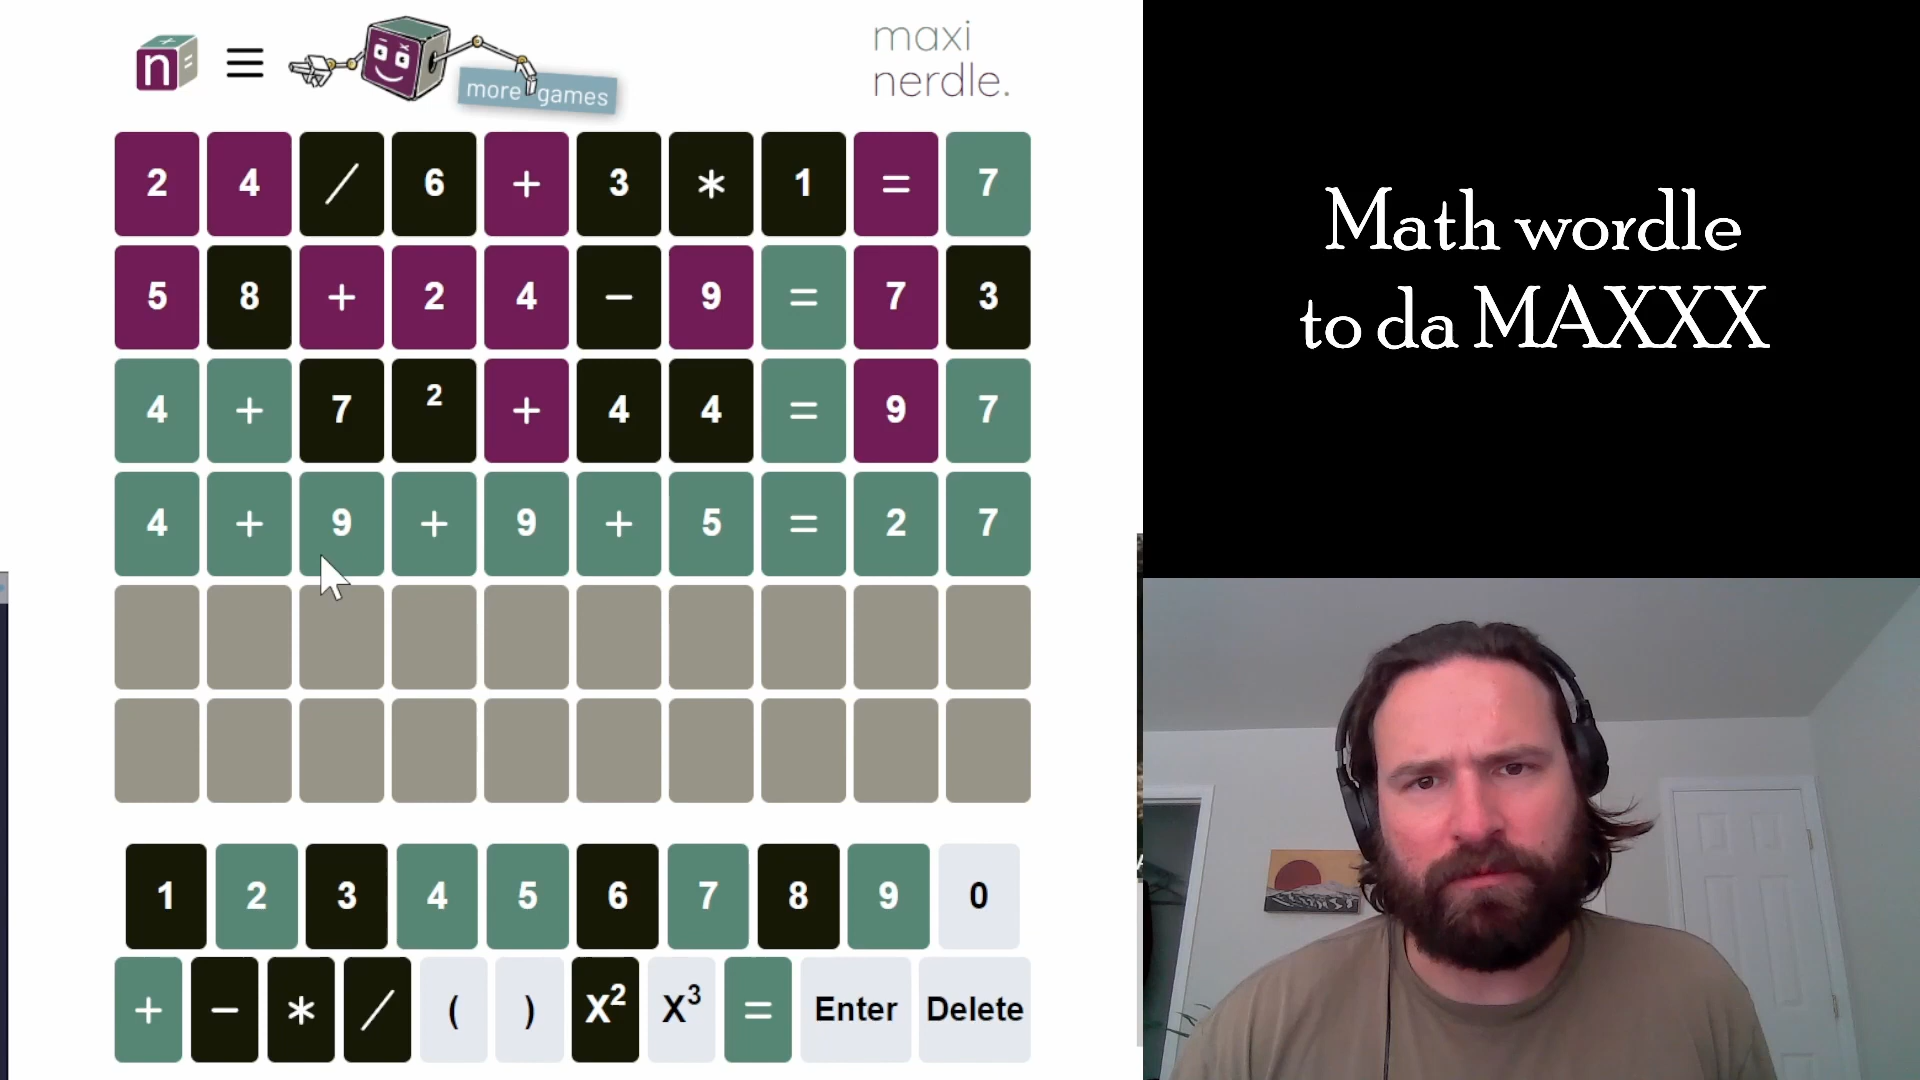 n
more games
maxi
nerdle.
2 4 / 6 + 3 * 1 = 7
5 8 + 2 4 - 9 = 7 3
4 + 7 ² + 4 4 = 9 7
4 + 9 + 9 + 5 = 2 7
1 2 3 4 5 6 7 8 9 0
+ - * / ( ) X² X³ = Enter Delete
Math wordle
to da MAXXX